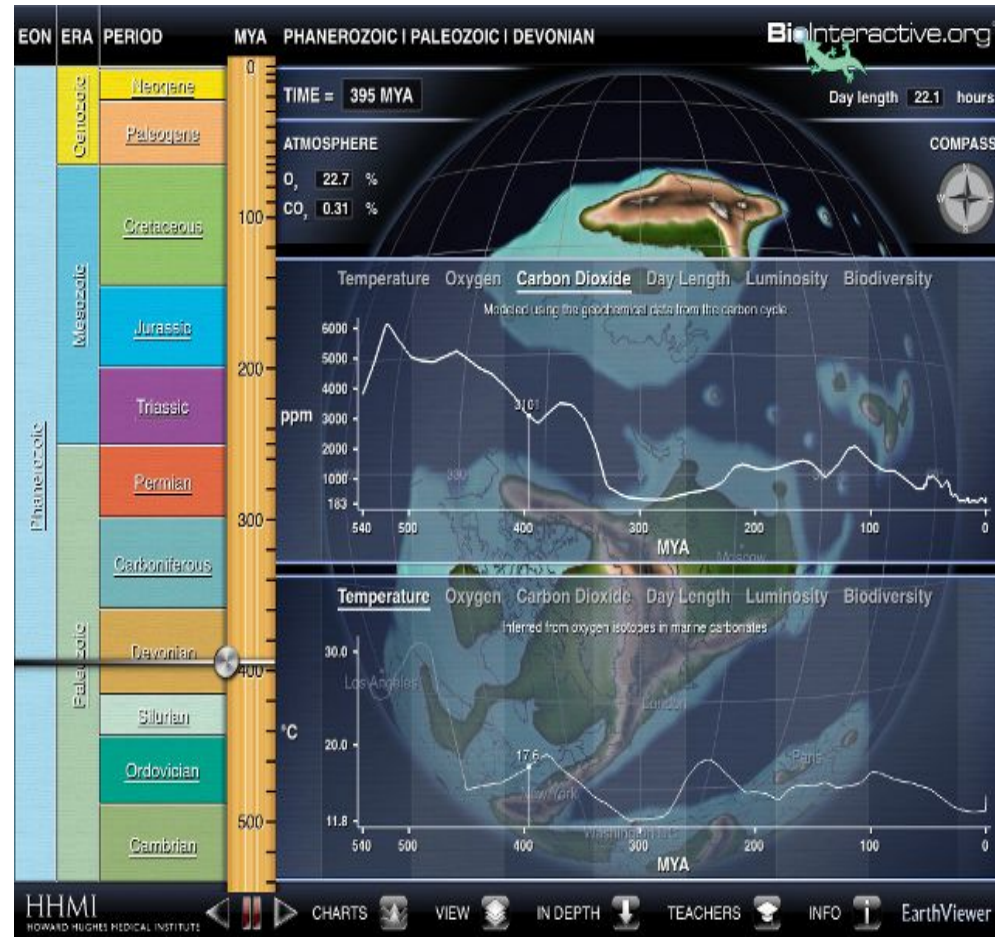 EON ERA PERIOD MYA PHANEROZOIC | PALEOZOIC | DEVONIAN
BioInteractive.org
TIME = 395 MYA
Day length 22.1 hours
ATMOSPHERE
COMPASS
O, 22.7 %
CO, 0.31 %
N
W E
S
Phanerozoic
Cenozoic
Mesozoic
Paleozoic
Neogene
Paleogene
Cretaceous
Jurassic
Triassic
Permian
Carboniferous
Devonian
Silurian
Ordovician
Cambrian
0
100
200
300
400
500
Temperature Oxygen Carbon Dioxide Day Length Luminosity Biodiversity
Modeled using the geochemical data from the carbon cycle
6000
5000
4000
ppm 3000
2000
1000
183
3101
540 500 400 300 200 100 0
MYA
Moscow
Temperature Oxygen Carbon Dioxide Day Length Luminosity Biodiversity
Inferred from oxygen isotopes in marine carbonates
30.0
Los Angeles
London
°C
20.0
17.6
Paris
New York
11.8
Washington D.C.
540 500 400 300 200 100 0
MYA
HHMI
HOWARD HUGHES MEDICAL INSTITUTE
CHARTS VIEW IN DEPTH TEACHERS INFO i EarthViewer